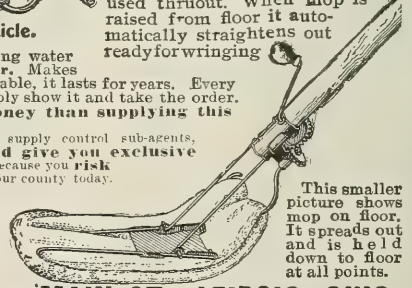 used thruout. When mop is
raised from floor it auto-
matically straightens out
ready for wringing
icle.
ng water
r. Makes
able, it lasts for years. Every
ply show it and take the order.
oney than supplying this
supply control sub-agents,
d give you exclusive
ecause you risk
our county today.
This smaller
picture shows
mop on floor.
It spreads out
and is held
down to floor
at all points.